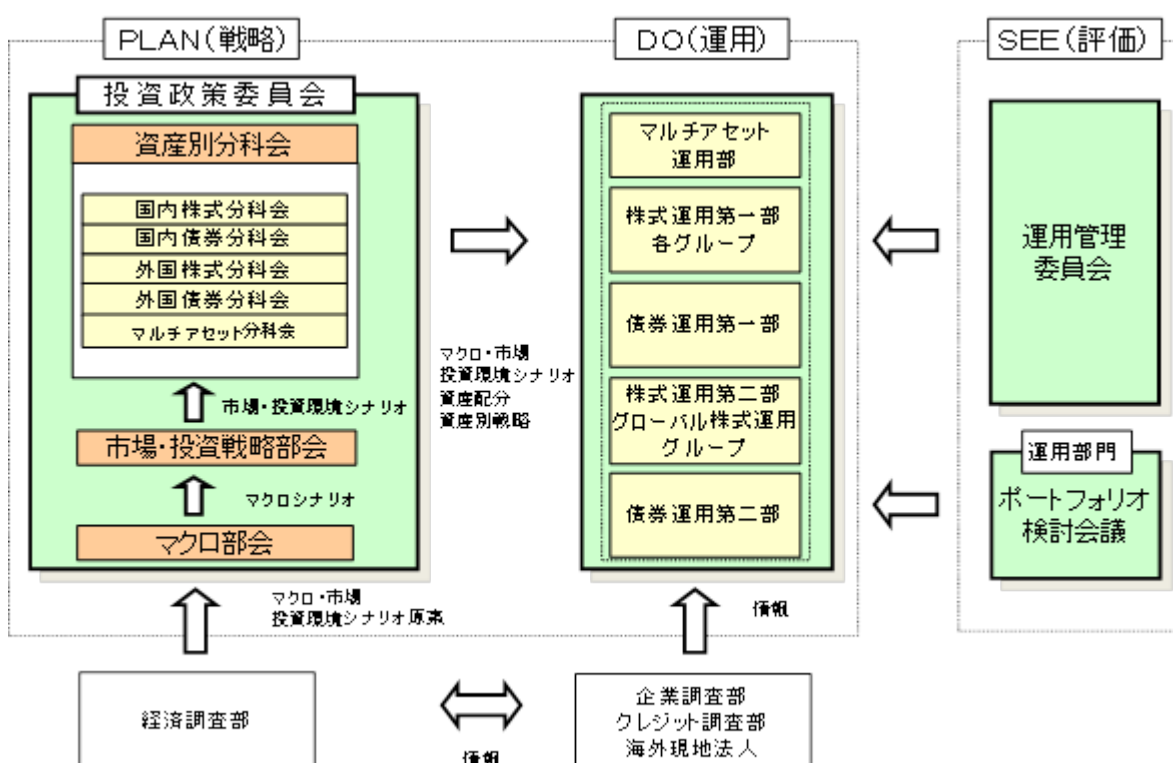 PLAN(戦略)
投資政策委員会
資産別分科会
国内株式分科会
国内債券分科会
外国株式分科会
外国債券分科会
マルチアセット分科会
市場・投資環境シナリオ
市場・投資戦略部会
マクロシナリオ
マクロ部会
マクロ・市場
投資環境シナリオ原案
経済調査部
マクロ・市場
投資環境シナリオ
資産配分
資産別戦略
DO(運用)
マルチアセット
運用部
株式運用第一部
各グループ
債券運用第一部
株式運用第二部
グローバル株式運用
グループ
債券運用第二部
情報
企業調査部
クレジット調査部
海外現地法人
情報
SEE(評価)
運用管理
委員会
運用部門
ポートフォリオ
検討会議